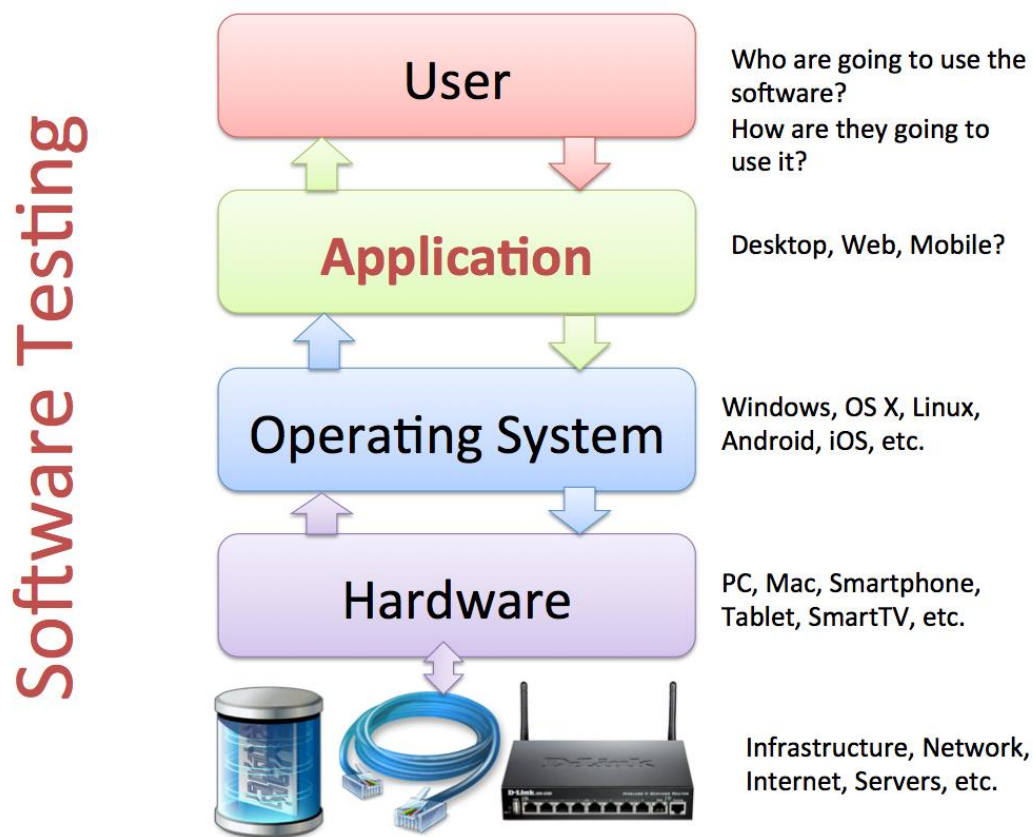 Software Testing
User
Who are going to use the
software?
How are they going to
use it?
Application
Desktop, Web, Mobile?
Operating System
Windows, OS X, Linux,
Android, iOS, etc.
Hardware
PC, Mac, Smartphone,
Tablet, SmartTV, etc.
D-Link
D-Link
Infrastructure, Network,
Internet, Servers, etc.